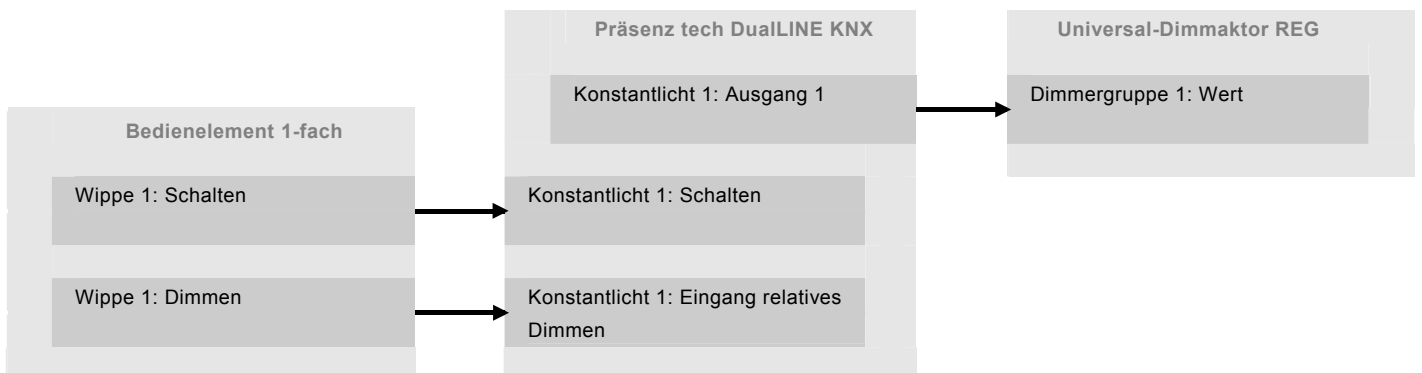 Präsenz tech DualLINE KNX
Universal-Dimmaktor REG
Konstantlicht 1: Ausgang 1
Dimmergruppe 1: Wert
Bedienelement 1-fach
Wippe 1: Schalten
Konstantlicht 1: Schalten
Wippe 1: Dimmen
Konstantlicht 1: Eingang relatives
Dimmen